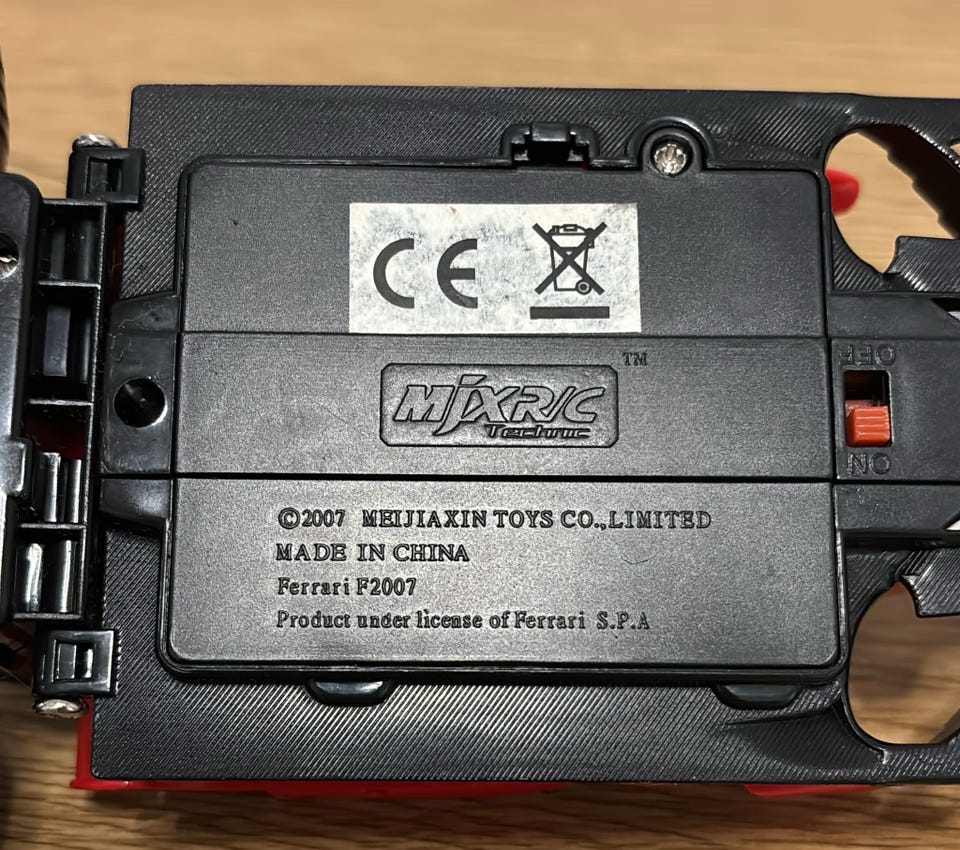 CE
TM
MJXR/C
Technic
OFF
ON
©2007 MEIJIAXIN TOYS CO.,LIMITED
MADE IN CHINA
Ferrari F2007
Product under license of Ferrari S.P.A